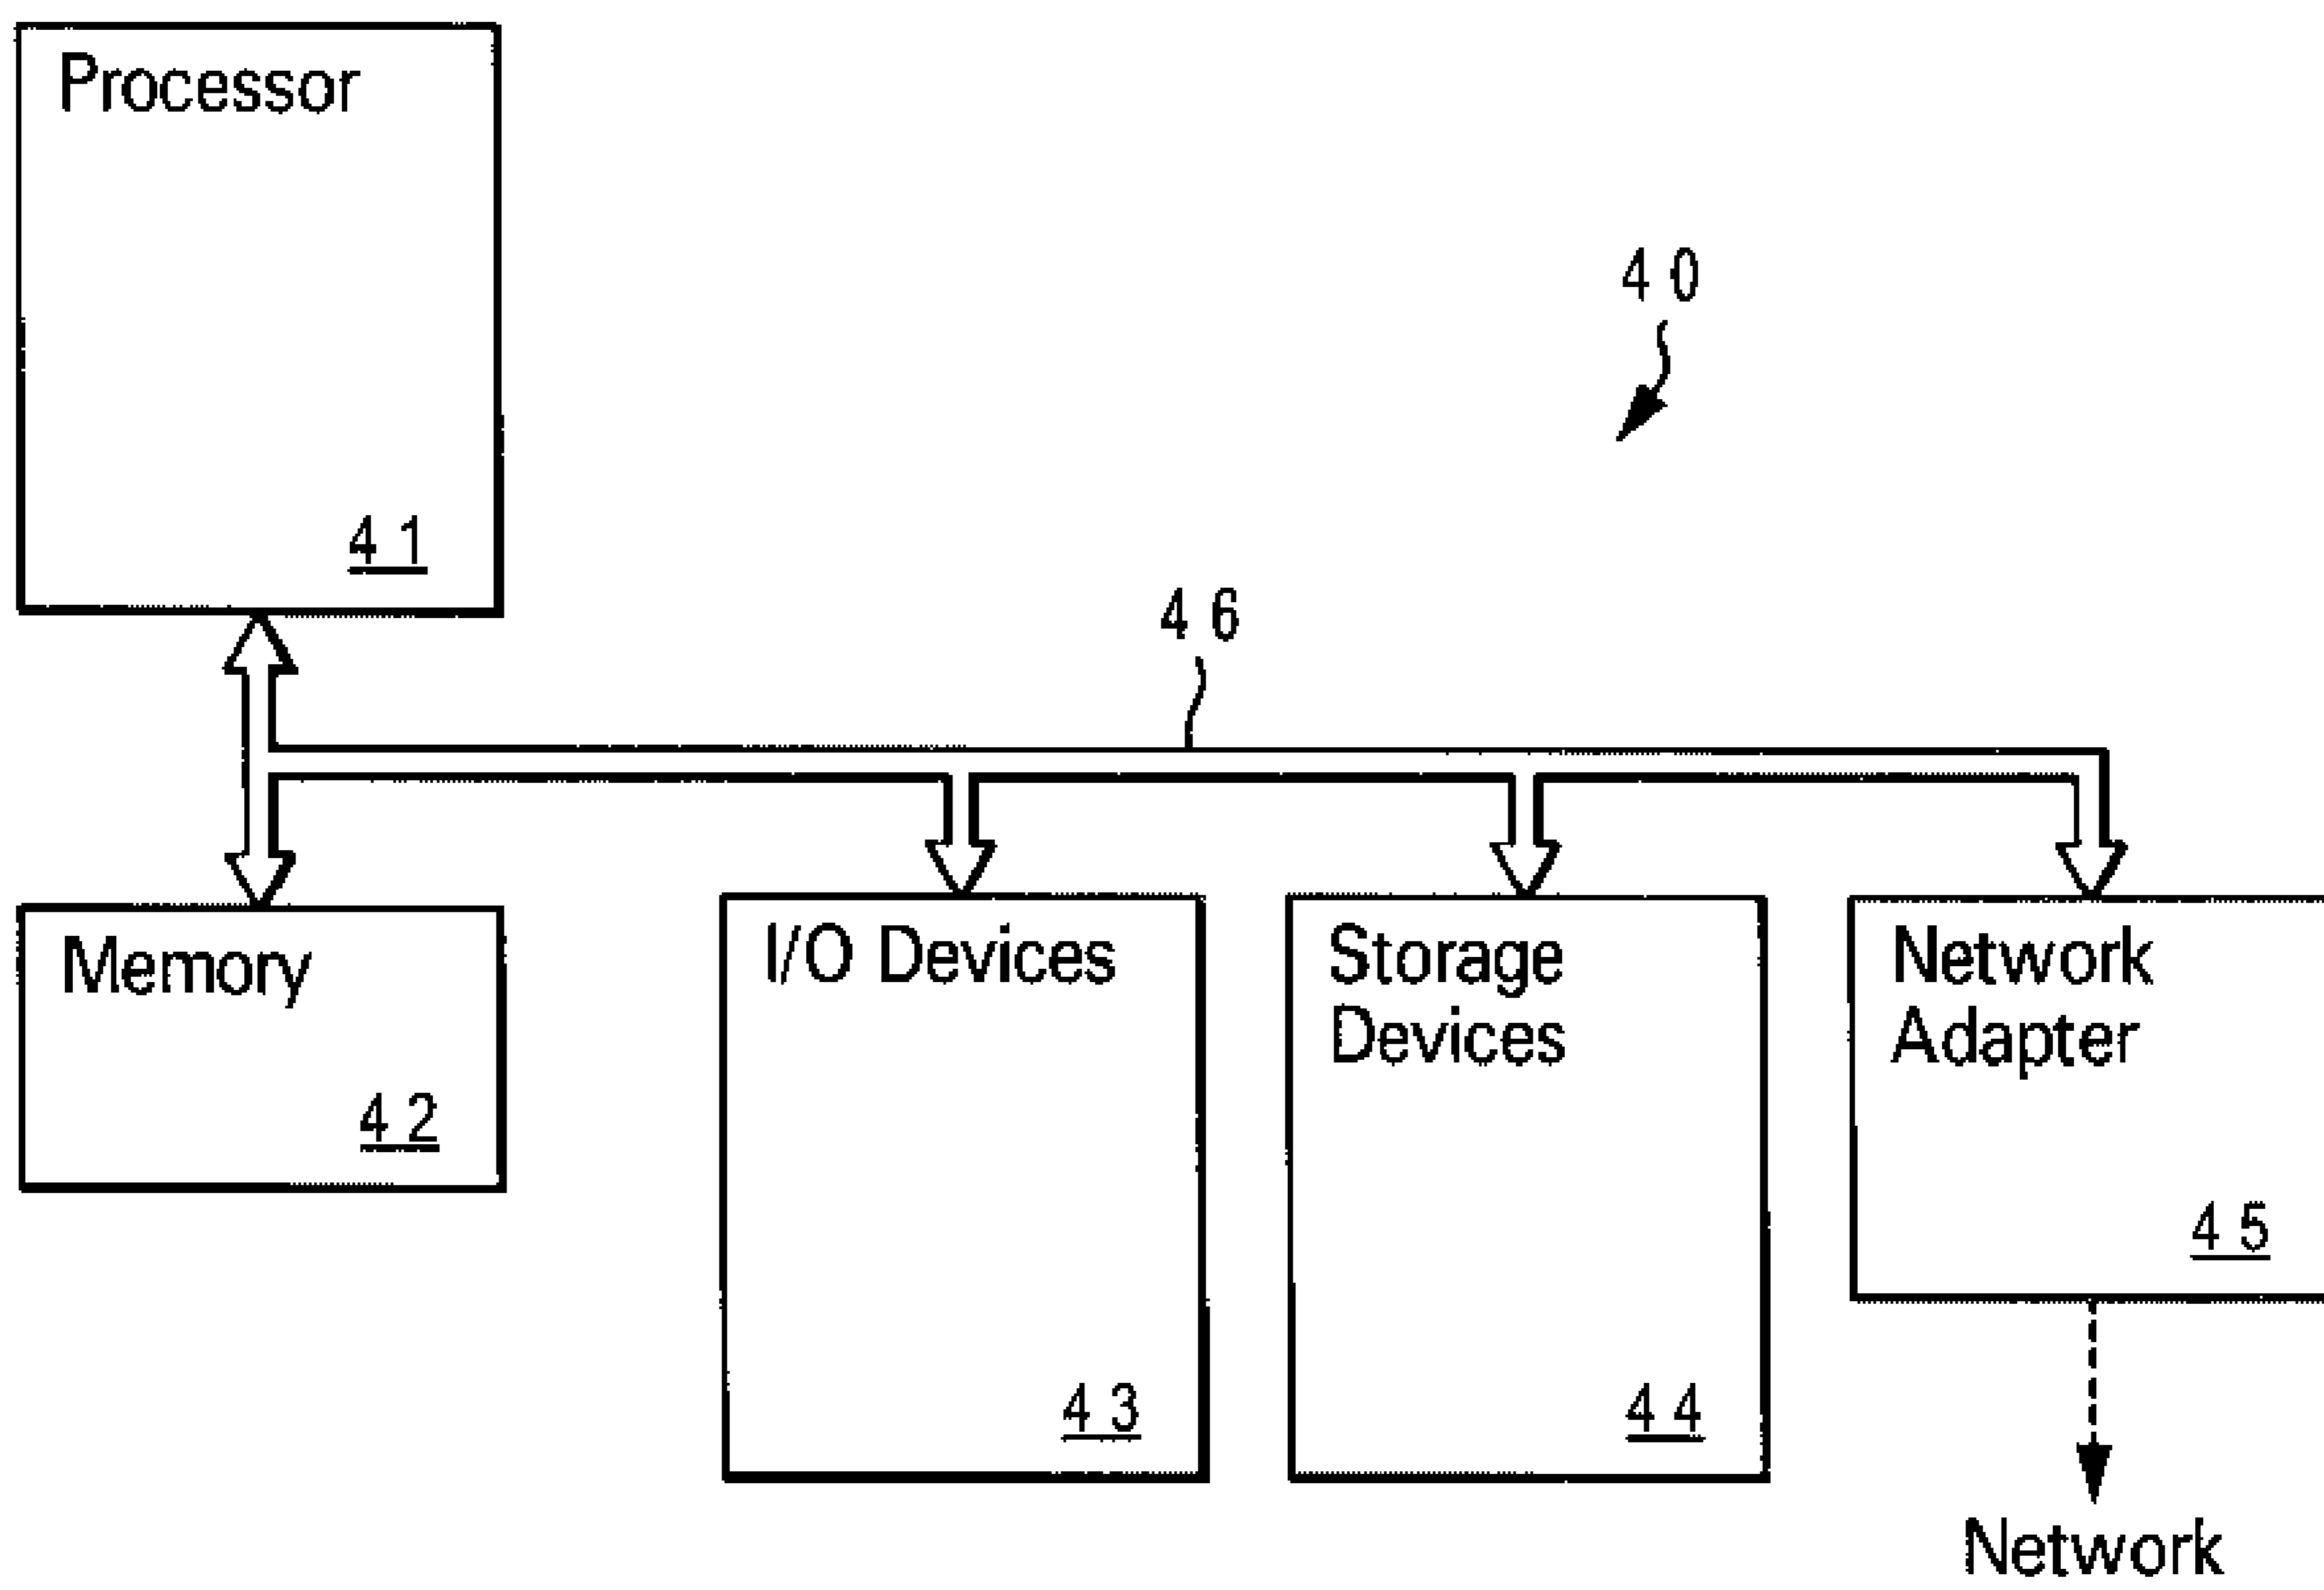 Processor
40
41
46
Memory
42
I/O Devices
43
Storage
Devices
44
Network
Adapter
45
Network